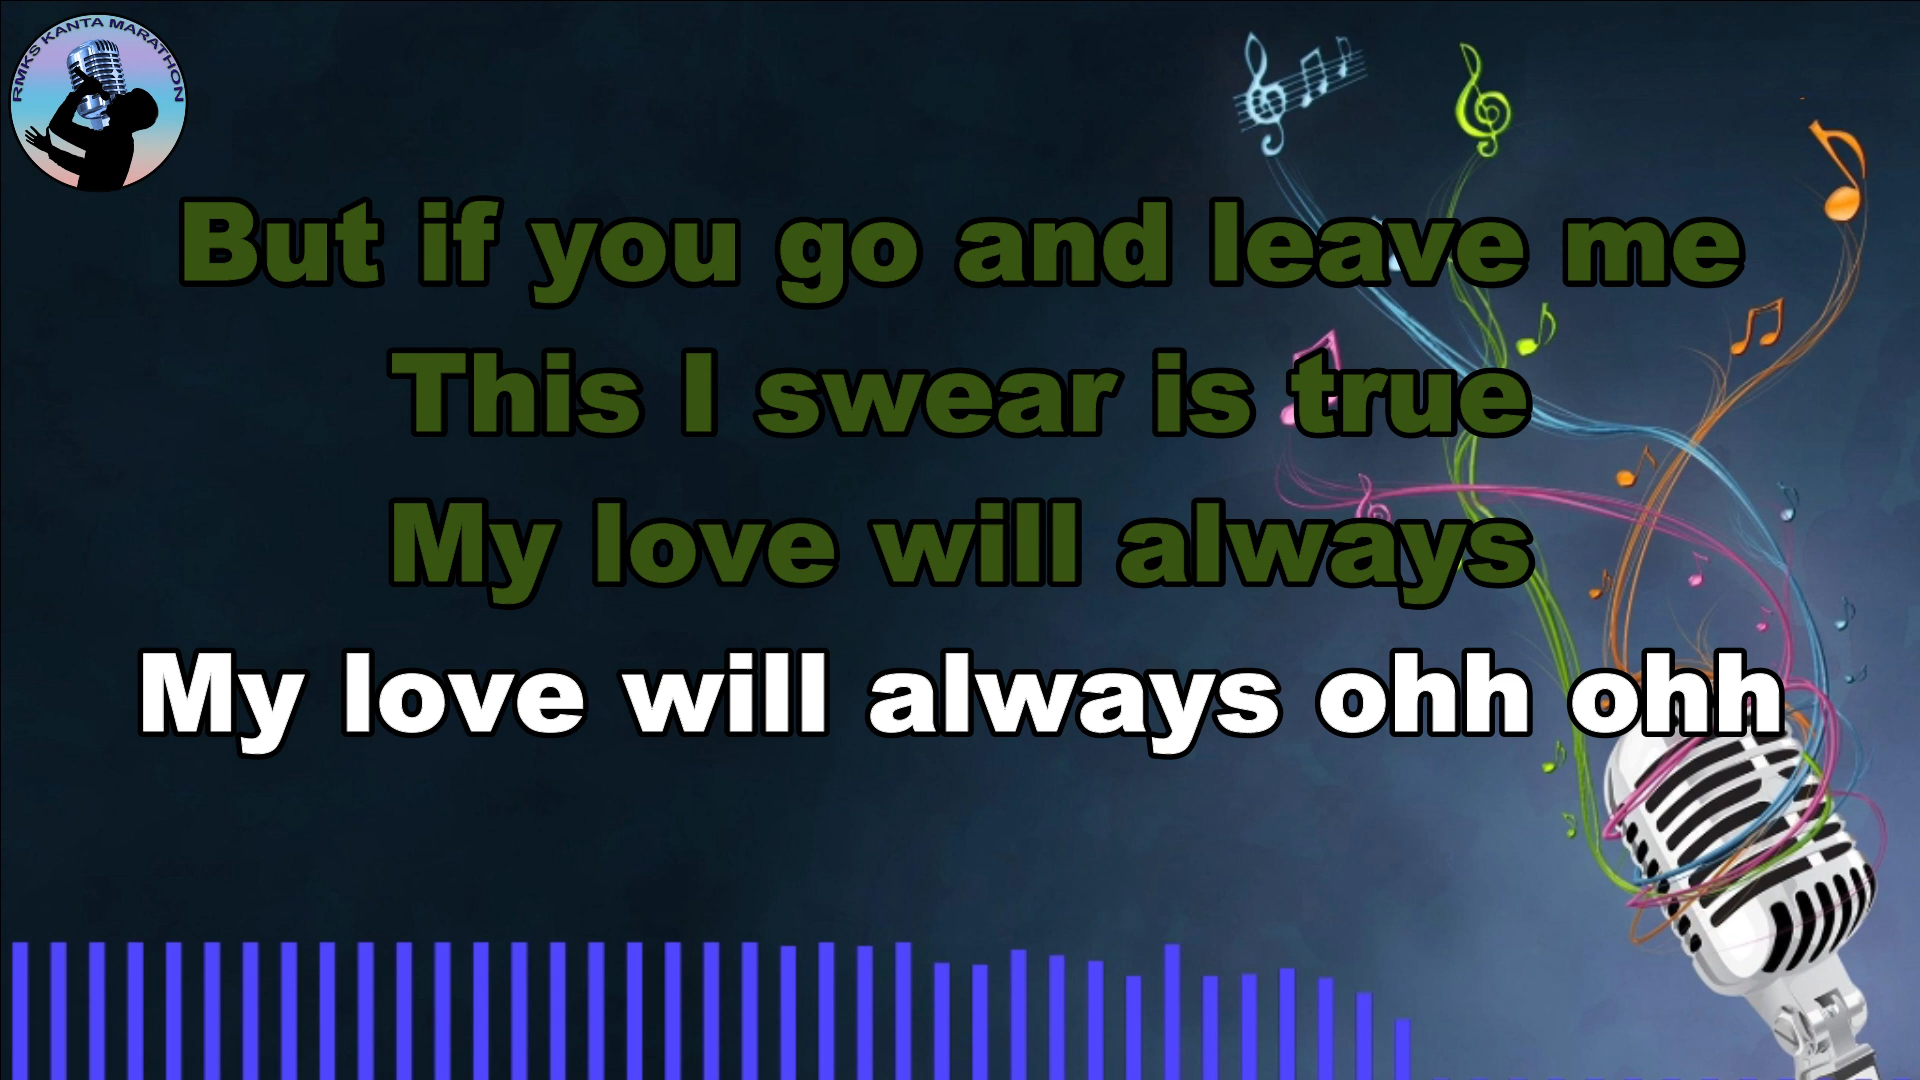 RMKS KANTA MARATHON
But if you go and leave me
This I swear is true
My love will always
My love will always ohh ohh